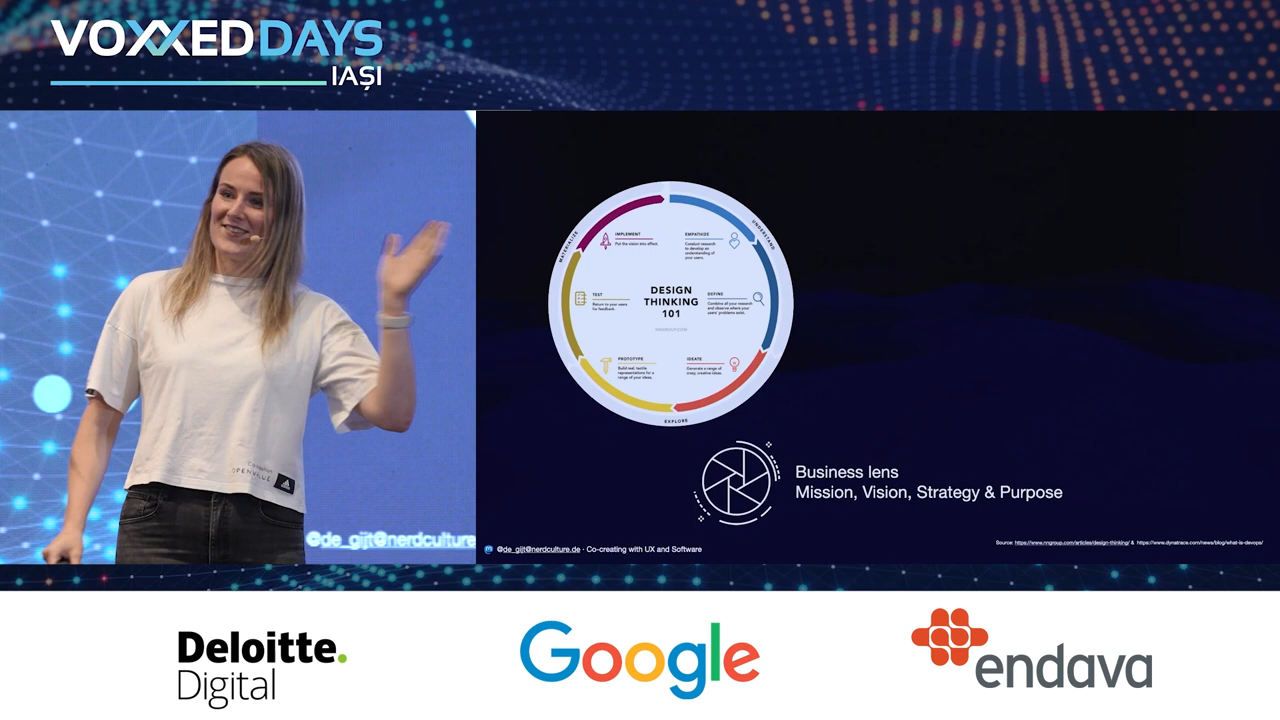 VOXXEDDAYS
IAȘI
OPENVALUE
@de_gijt@nerdculture
MATERIALIZE
UNDERSTAND
EXPLORE
IMPLEMENT
Put the vision into effect.
EMPATHIZE
Conduct research
to develop an
understanding of
your users.
TEST
Return to your users
for feedback.
DESIGN
THINKING
101
DEFINE
Combine all your research
and observe where your
users' problems exist.
PROTOTYPE
Build real, tactile
representations for a
range of your ideas.
IDEATE
Generate a range of
crazy, creative ideas.
Business lens
Mission, Vision, Strategy & Purpose
@de_gijt@nerdculture.de · Co-creating with UX and Software
Source: https://www.nngroup.com/articles/design-thinking/ & https://www.dynatrace.com/news/blog/what-is-devops/
Deloitte.
Digital
Google
endava